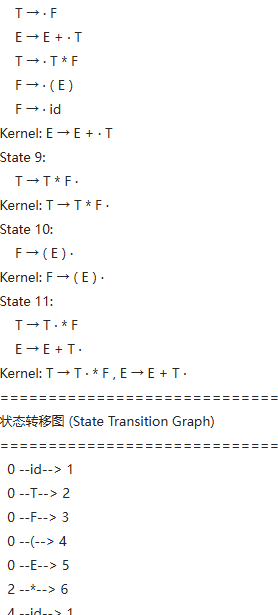 T → · F
E → E + · T
T → · T * F
F → · ( E )
F → · id
Kernel: E → E + · T
State 9:
T → T * F ·
Kernel: T → T * F ·
State 10:
F → ( E ) ·
Kernel: F → ( E ) ·
State 11:
T → T · * F
E → E + T ·
Kernel: T → T · * F , E → E + T ·
============================
状态转移图 (State Transition Graph)
============================
0 --id--> 1
0 --T--> 2
0 --F--> 3
0 --(--> 4
0 --E--> 5
2 --*--> 6
4 --id--> 1